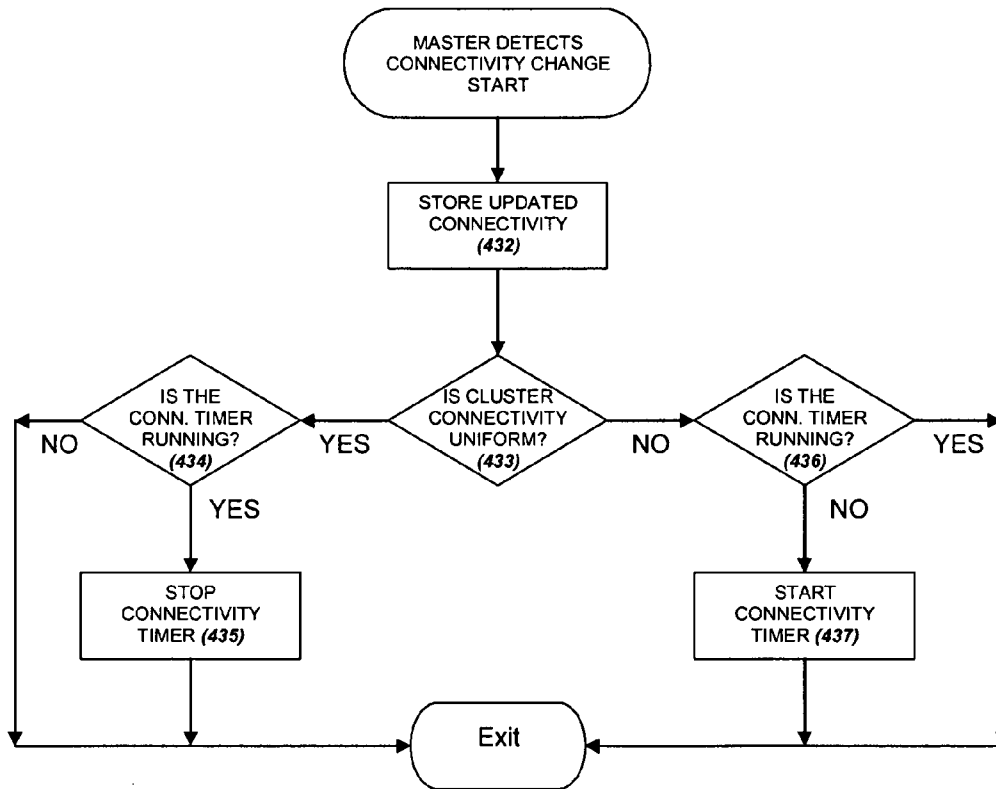 MASTER DETECTS
CONNECTIVITY CHANGE
START
STORE UPDATED
CONNECTIVITY
(432)
IS THE
CONN. TIMER
RUNNING?
(434)
NO
YES
IS CLUSTER
CONNECTIVITY
UNIFORM?
(433)
YES
NO
IS THE
CONN. TIMER
RUNNING?
(436)
YES
NO
STOP
CONNECTIVITY
TIMER (435)
START
CONNECTIVITY
TIMER (437)
Exit